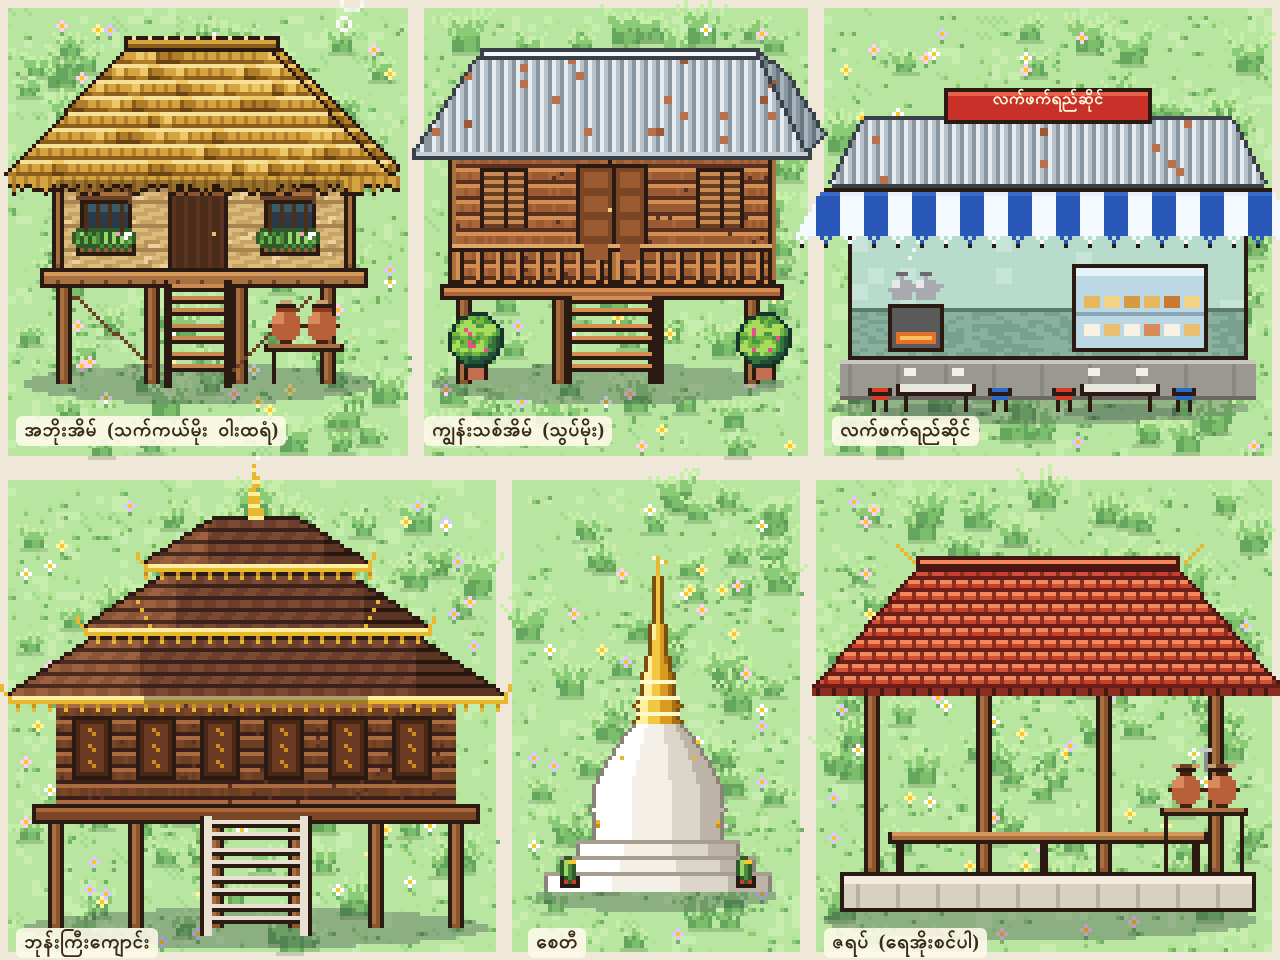 လက်ဖက်ရည်ဆိုင်
အဘိုးအိမ် (သက်ကယ်မိုး ဝါးထရံ)
ကျွန်းသစ်အိမ် (သွပ်မိုး)
လက်ဖက်ရည်ဆိုင်
ဘုန်းကြီးကျောင်း
စေတီ
ဇရပ် (ရေအိုးစင်ပါ)